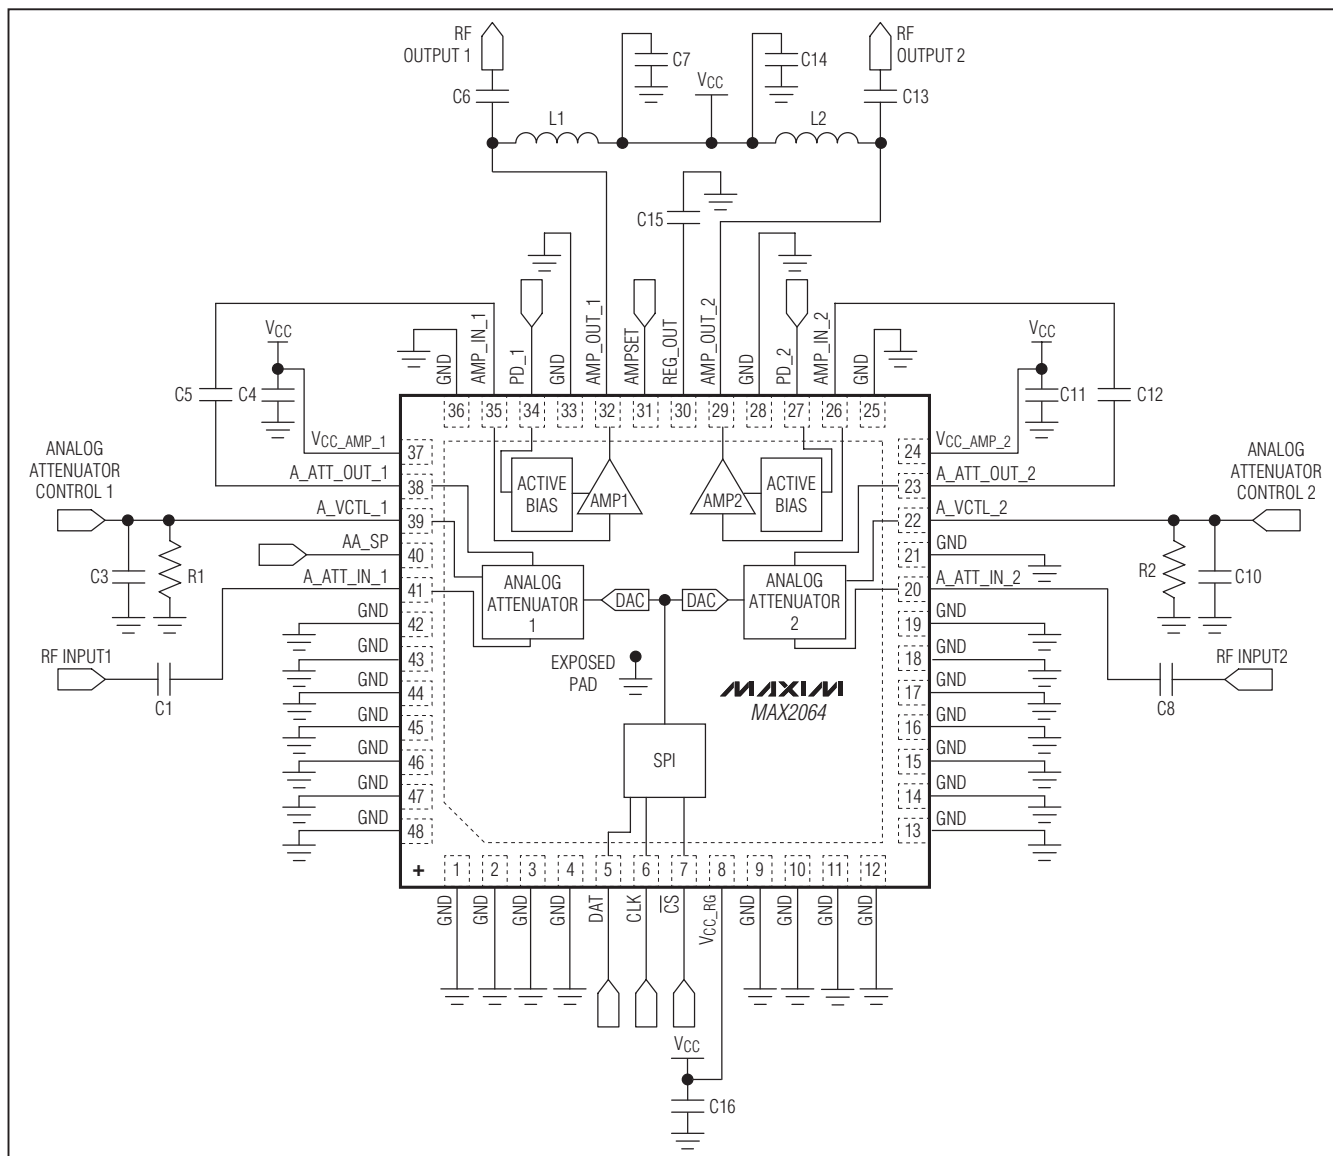 RF
OUTPUT 1
C7
VCC
C14
RF
OUTPUT 2
C6
C13
L1
L2
C15
VCC
VCC
C5
C4
C11
C12
GND
AMP_IN_1
PD_1
GND
AMP_OUT_1
AMPSET
REG_OUT
AMP_OUT_2
GND
PD_2
AMP_IN_2
GND
36
35
34
33
32
31
30
29
28
27
26
25
ANALOG
ATTENUATOR
CONTROL 1
VCC_AMP_1
37
A_ATT_OUT_1
38
A_VCTL_1
39
AA_SP
40
A_ATT_IN_1
41
GND
42
GND
43
GND
44
GND
45
GND
46
GND
47
GND
48
C3
R1
RF INPUT1
C1
ACTIVE
BIAS
AMP1
AMP2
ACTIVE
BIAS
ANALOG
ATTENUATOR
1
DAC
DAC
ANALOG
ATTENUATOR
2
EXPOSED
PAD
MAXIM
MAX2064
SPI
VCC_AMP_2
24
A_ATT_OUT_2
23
A_VCTL_2
22
GND
21
A_ATT_IN_2
20
GND
19
GND
18
GND
17
GND
16
GND
15
GND
14
GND
13
ANALOG
ATTENUATOR
CONTROL 2
R2
C10
RF INPUT2
C8
+
1
2
3
4
5
6
7
8
9
10
11
12
GND
GND
GND
GND
DAT
CLK
CS
VCC_RG
GND
GND
GND
GND
VCC
C16